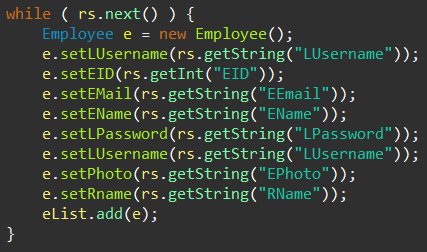 while ( rs.next() ) {
    Employee e = new Employee();
    e.setLUsername(rs.getString("LUsername"));
    e.setEID(rs.getInt("EID"));
    e.setEMail(rs.getString("EEmail"));
    e.setEName(rs.getString("EName"));
    e.setLPassword(rs.getString("LPassword"));
    e.setLUsername(rs.getString("LUsername"));
    e.setPhoto(rs.getString("EPhoto"));
    e.setRname(rs.getString("RName"));
    eList.add(e);
}